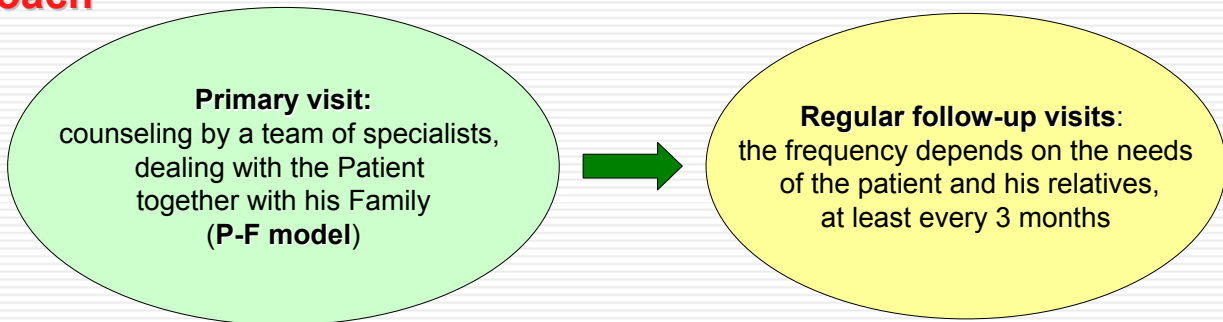 Primary visit:
counseling by a team of specialists,
dealing with the Patient
together with his Family
(P-F model)
Regular follow-up visits:
the frequency depends on the needs
of the patient and his relatives,
at least every 3 months